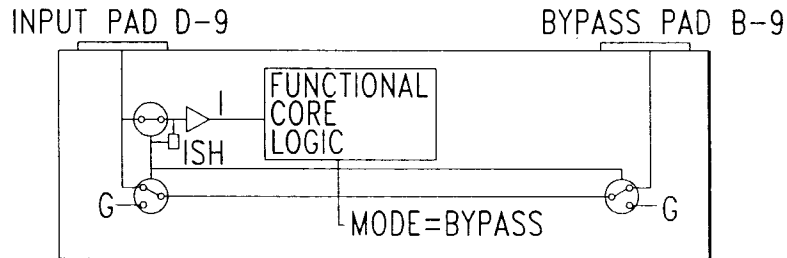 INPUT PAD D-9
BYPASS PAD B-9
I
FUNCTIONAL
CORE
LOGIC
ISH
G
G
MODE=BYPASS